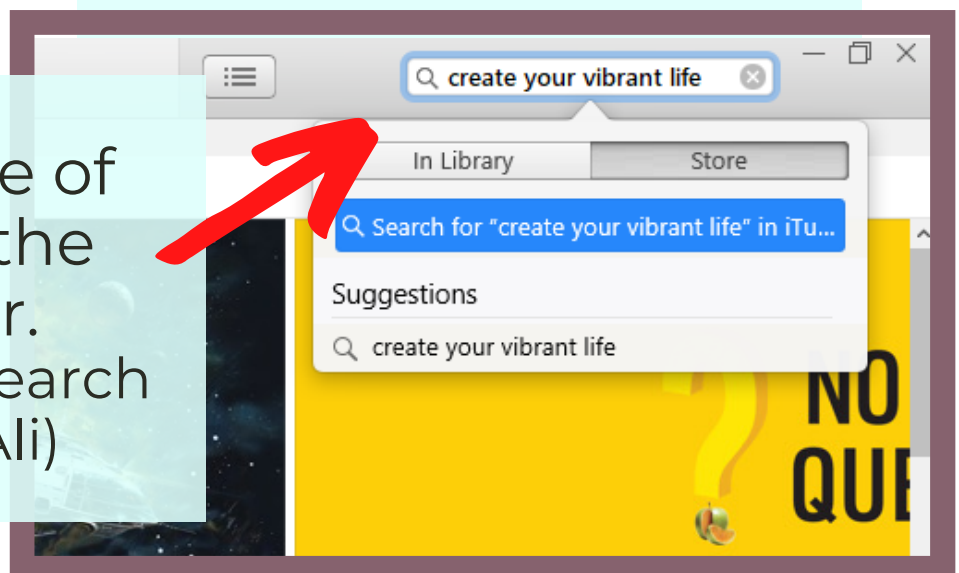 create your vibrant life
In Library
Store
Search for "create your vibrant life" in iTu...
Suggestions
create your vibrant life
e of
the
r.
earch
Ali)
NO
QUE